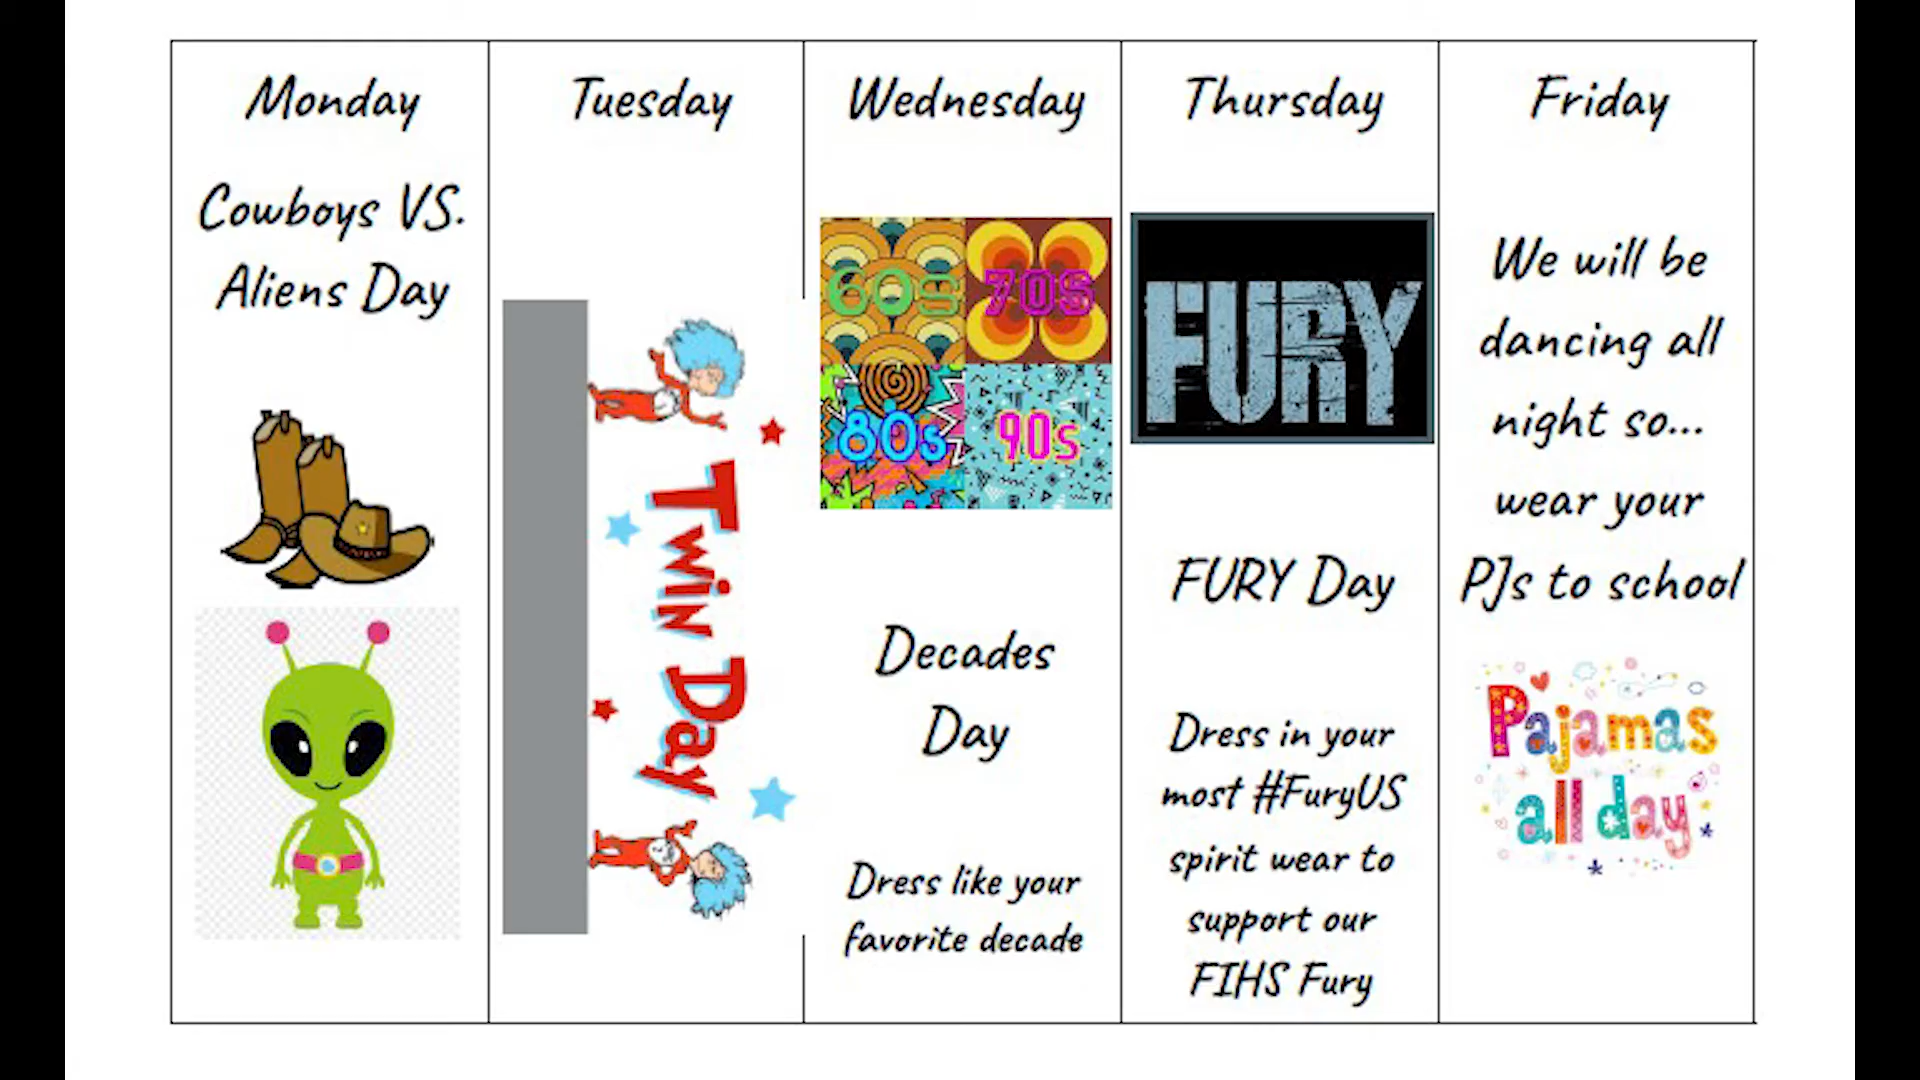 Monday
Cowboys VS.
Aliens Day
Tuesday
Twin Day
Wednesday
60s
70s
80s
90s
Decades
Day
Dress like your
favorite decade
Thursday
FURY
FURY Day
Dress in your
most #FuryUS
spirit wear to
support our
FIHS Fury
Friday
We will be
dancing all
night so...
wear your
PJs to school
Pajamas
all day